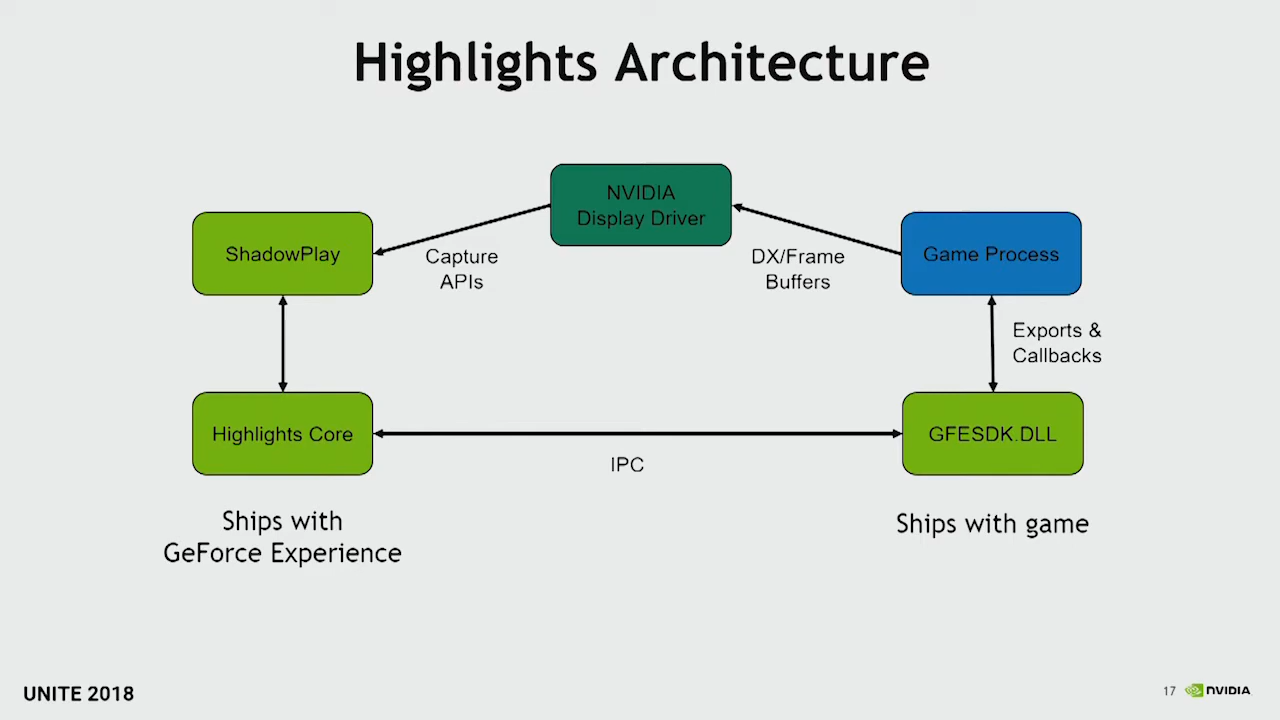 Highlights Architecture
NVIDIA
Display Driver
ShadowPlay
Game Process
Capture
APIs
DX/Frame
Buffers
Exports &
Callbacks
Highlights Core
GFESDK.DLL
IPC
Ships with
GeForce Experience
Ships with game
UNITE 2018
17
NVIDIA